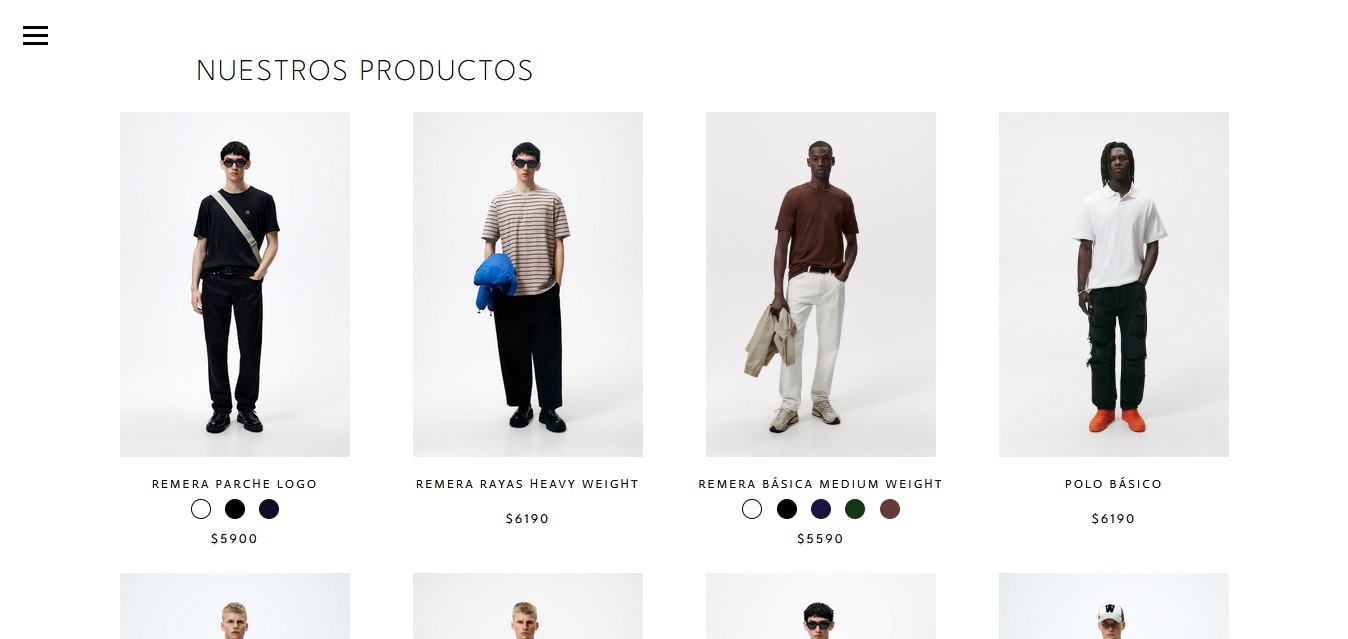 NUESTROS PRODUCTOS
REMERA PARCHE LOGO
$5900
REMERA RAYAS HEAVY WEIGHT
$6190
REMERA BÁSICA MEDIUM WEIGHT
$5590
POLO BÁSICO
$6190
W